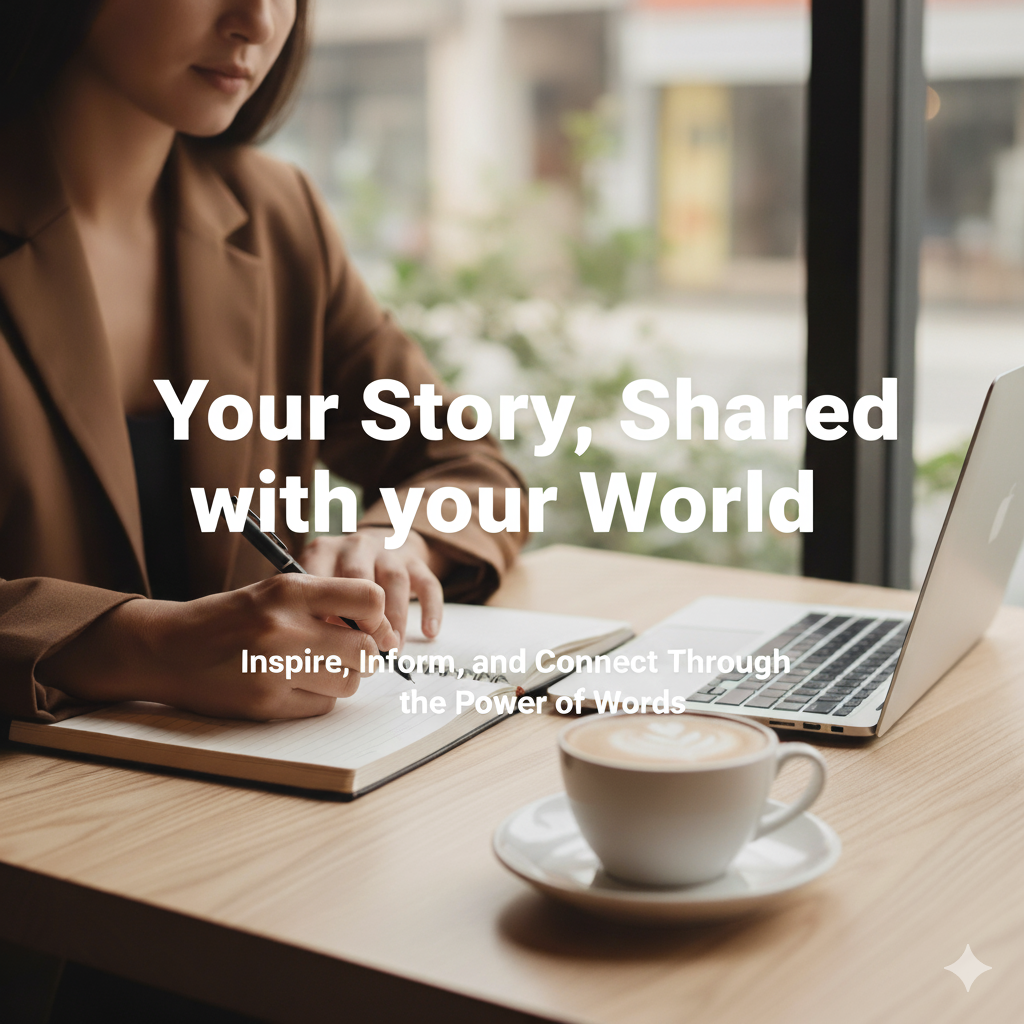 Your Story, Shared
with your World
Inspire, Inform, and Connect Through
the Power of Words